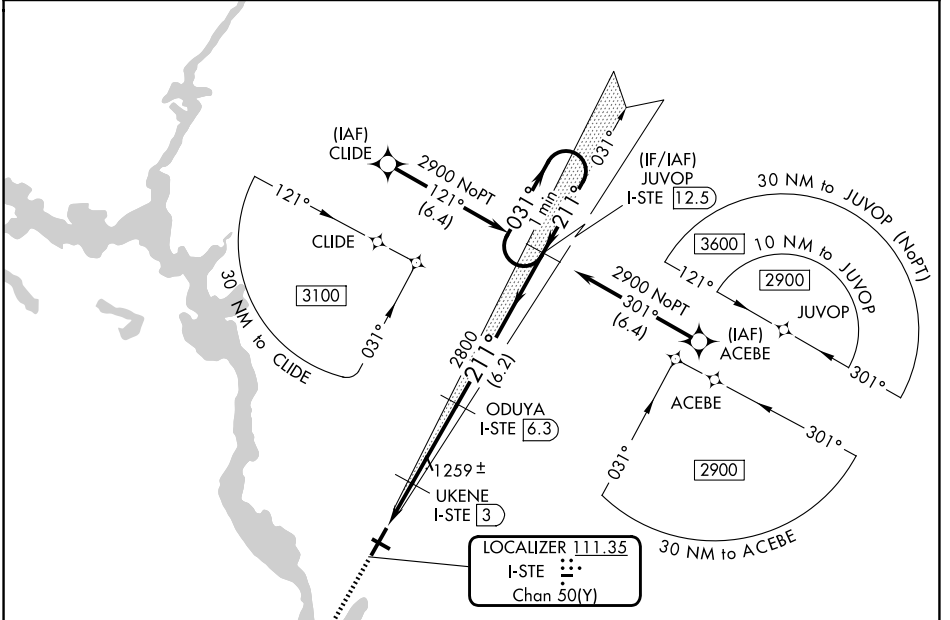 (IAF)
CLIDE
2900 NoPT
121°
(6.4)
031°
1 min
211°
031°
(IF/IAF)
JUVOP
I-STE 12.5
30 NM to JUVOP (NoPT)
3600
10 NM to JUVOP
2900
121°
JUVOP
301°
121°
CLIDE
3100
031°
30 NM to CLIDE
2900 NoPT
301°
(6.4)
(IAF)
ACEBE
2800
211°
(6.2)
ODUYA
I-STE 6.3
1259 ±
UKENE
I-STE 3
ACEBE
031°
301°
2900
30 NM to ACEBE
LOCALIZER 111.35
I-STE
Chan 50(Y)